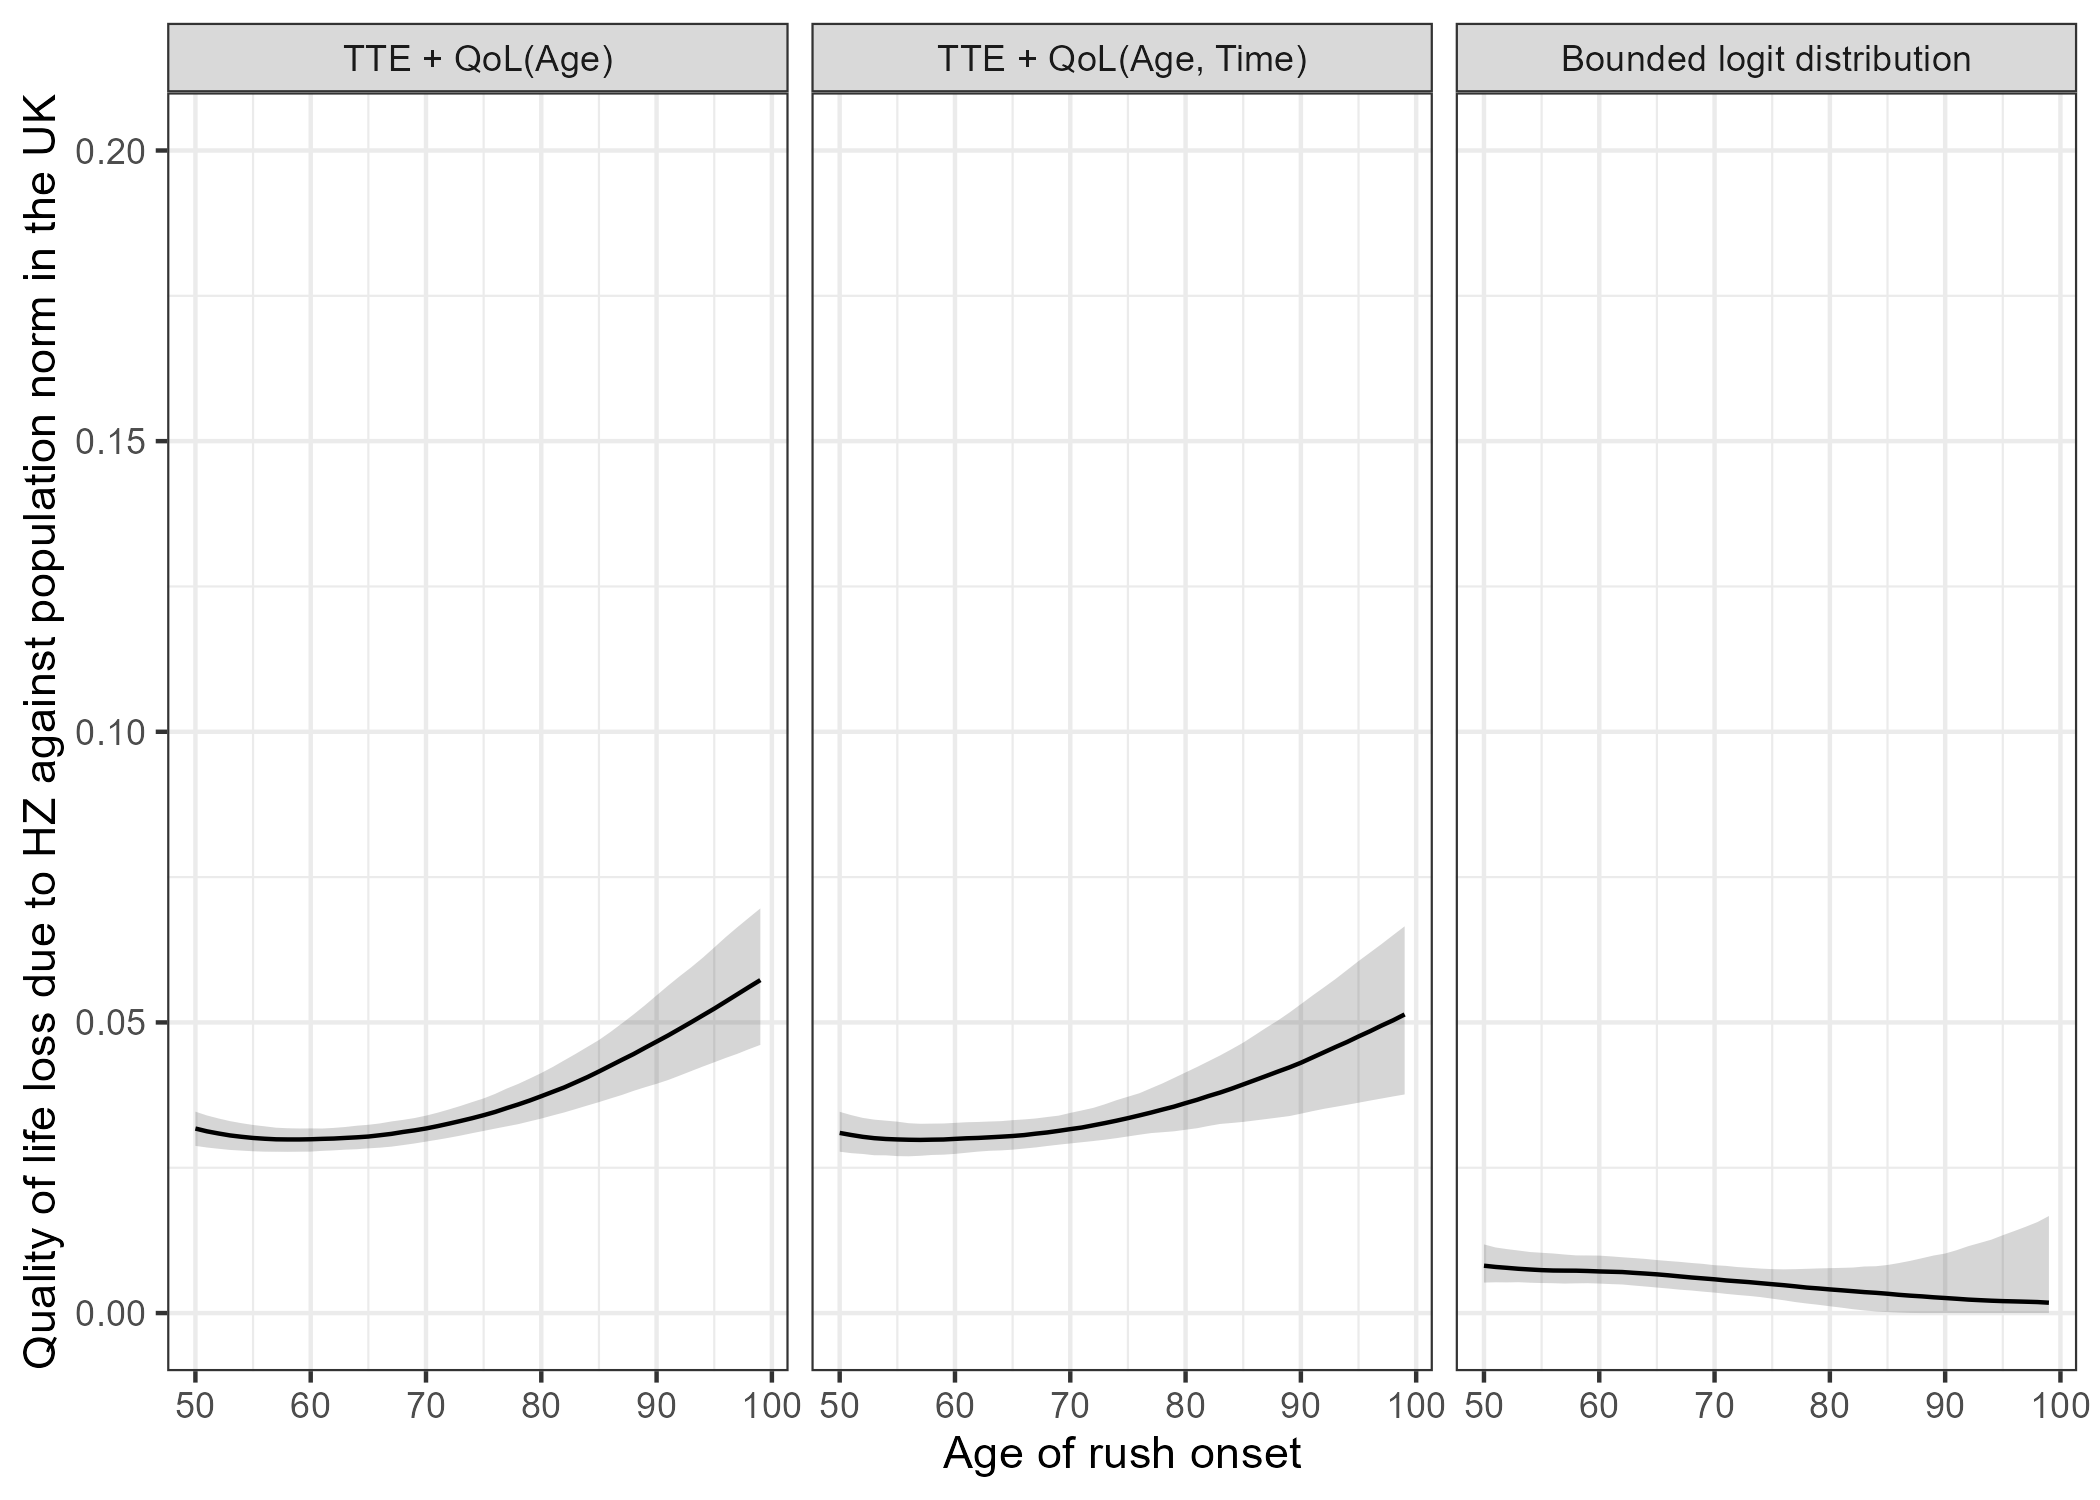 TTE + QoL(Age)
TTE + QoL(Age, Time)
Bounded logit distribution
Quality of life loss due to HZ against population norm in the UK
0.20
0.15
0.10
0.05
0.00
50 60 70 80 90 100
50 60 70 80 90 100
50 60 70 80 90 100
Age of rush onset